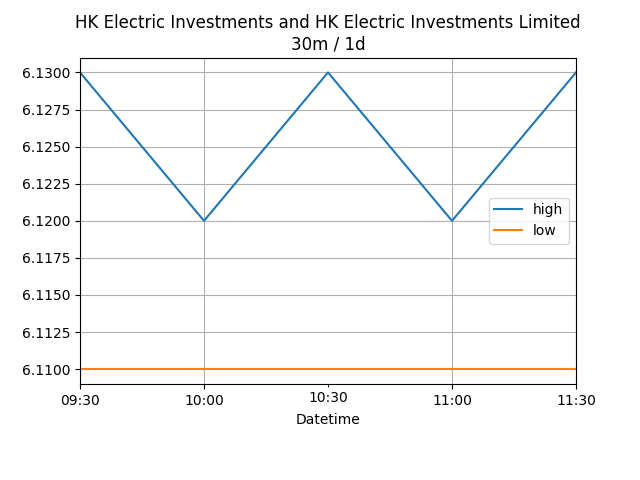 HK Electric Investments and HK Electric Investments Limited
30m / 1d
6.1300
6.1275
6.1250
6.1225
6.1200
6.1175
6.1150
6.1125
6.1100
high
low
09:30 10:00 10:30 11:00 11:30
Datetime